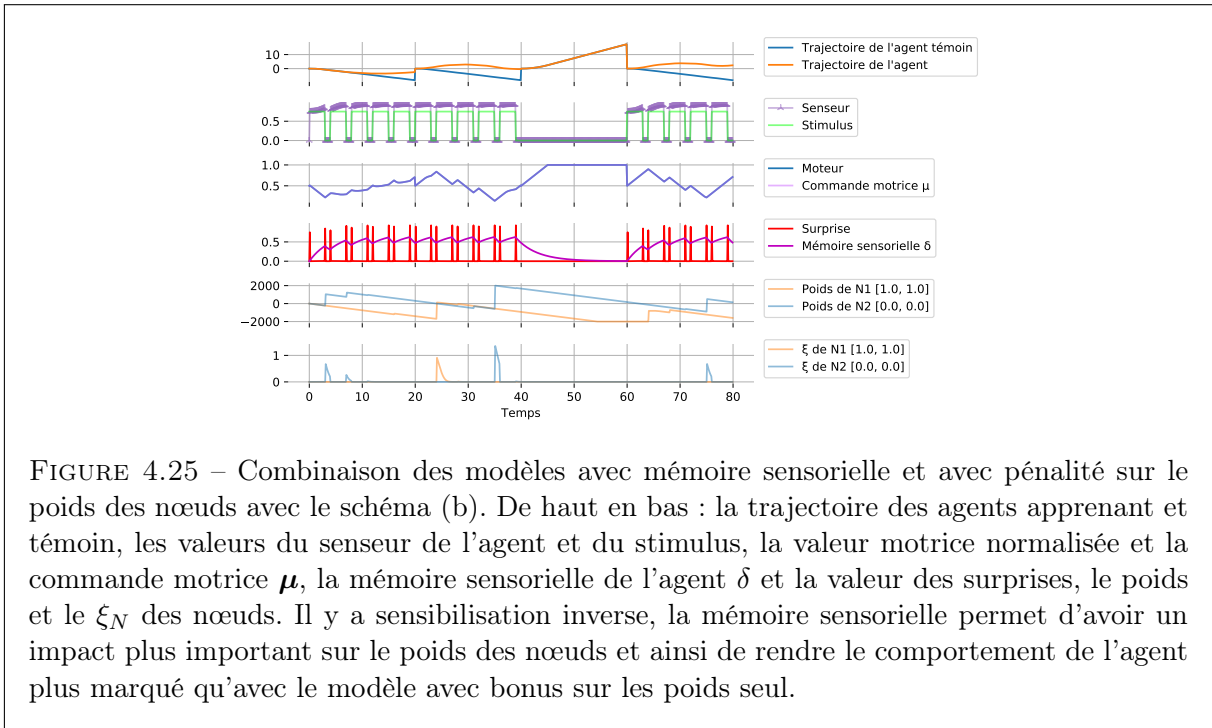 10
0
Trajectoire de l'agent témoin
Trajectoire de l'agent
0.5
0.0
Senseur
Stimulus
1.0
0.5
Moteur
Commande motrice μ
0.5
0.0
Surprise
Mémoire sensorielle δ
2000
0
−2000
Poids de N1 [1.0, 1.0]
Poids de N2 [0.0, 0.0]
1
0
ξ de N1 [1.0, 1.0]
ξ de N2 [0.0, 0.0]
0 10 20 30 40 50 60 70 80
Temps
FIGURE 4.25 – Combinaison des modèles avec mémoire sensorielle et avec pénalité sur le
poids des nœuds avec le schéma (b). De haut en bas : la trajectoire des agents apprenant et
témoin, les valeurs du senseur de l'agent et du stimulus, la valeur motrice normalisée et la
commande motrice μ, la mémoire sensorielle de l'agent δ et la valeur des surprises, le poids
et le ξN des nœuds. Il y a sensibilisation inverse, la mémoire sensorielle permet d'avoir un
impact plus important sur le poids des nœuds et ainsi de rendre le comportement de l'agent
plus marqué qu'avec le modèle avec bonus sur les poids seul.